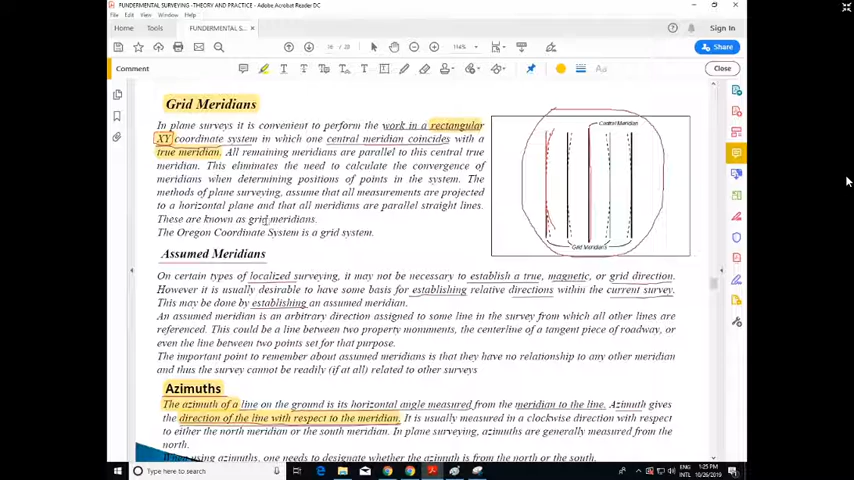 FUNDERMENTAL SURVEYING -THEORY AND PRACTICE - Adobe Acrobat Reader DC
File Edit View Window Help
Home Tools FUNDERMENTAL S... Sign In
16 / 23 114% Share
Comment Close
Grid Meridians
In plane surveys it is convenient to perform the work in a rectangular
XY coordinate system in which one central meridian coincides with a
true meridian. All remaining meridians are parallel to this central true
meridian. This eliminates the need to calculate the convergence of
meridians when determining positions of points in the system. The
methods of plane surveying, assume that all measurements are projected
to a horizontal plane and that all meridians are parallel straight lines.
These are known as grid meridians.
The Oregon Coordinate System is a grid system.
Central Meridian
Grid Meridians
Assumed Meridians
On certain types of localized surveying, it may not be necessary to establish a true, magnetic, or grid direction.
However it is usually desirable to have some basis for establishing relative directions within the current survey.
This may be done by establishing an assumed meridian.
An assumed meridian is an arbitrary direction assigned to some line in the survey from which all other lines are
referenced. This could be a line between two property monuments, the centerline of a tangent piece of roadway, or
even the line between two points set for that purpose.
The important point to remember about assumed meridians is that they have no relationship to any other meridian
and thus the survey cannot be readily (if at all) related to other surveys
Azimuths
The azimuth of a line on the ground is its horizontal angle measured from the meridian to the line. Azimuth gives
the direction of the line with respect to the meridian. It is usually measured in a clockwise direction with respect
to either the north meridian or the south meridian. In plane surveying, azimuths are generally measured from the
north.
When using azimuths, one needs to designate whether the azimuth is from the north or the south.
Type here to search
ENG 1:25 PM
INTL 10/26/2019